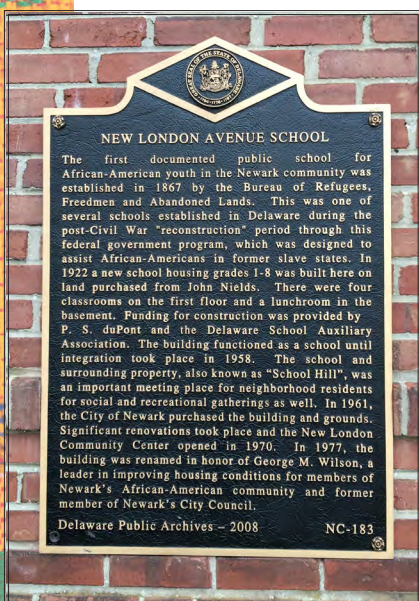 GREAT SEAL OF THE STATE OF DELAWARE
NEW LONDON AVENUE SCHOOL
The first documented public school for
African-American youth in the Newark community was
established in 1867 by the Bureau of Refugees,
Freedmen and Abandoned Lands. This was one of
several schools established in Delaware during the
post-Civil War "reconstruction" period through this
federal government program, which was designed to
assist African-Americans in former slave states. In
1922 a new school housing grades 1-8 was built here on
land purchased from John Nields. There were four
classrooms on the first floor and a lunchroom in the
basement. Funding for construction was provided by
P. S. duPont and the Delaware School Auxiliary
Association. The building functioned as a school until
integration took place in 1958. The school and
surrounding property, also known as "School Hill", was
an important meeting place for neighborhood residents
for social and recreational gatherings as well. In 1961,
the City of Newark purchased the building and grounds.
Significant renovations took place and the New London
Community Center opened in 1970. In 1977, the
building was renamed in honor of George M. Wilson, a
leader in improving housing conditions for members of
Newark's African-American community and former
member of Newark's City Council.
Delaware Public Archives – 2008 NC-183